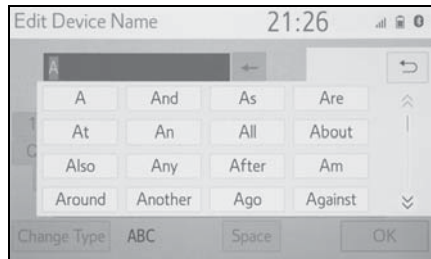 Edit Device Name 21:26 0
A
A And As Are
At An All About
Also Any After Am
Around Another Ago Against
Change Type ABC Space OK